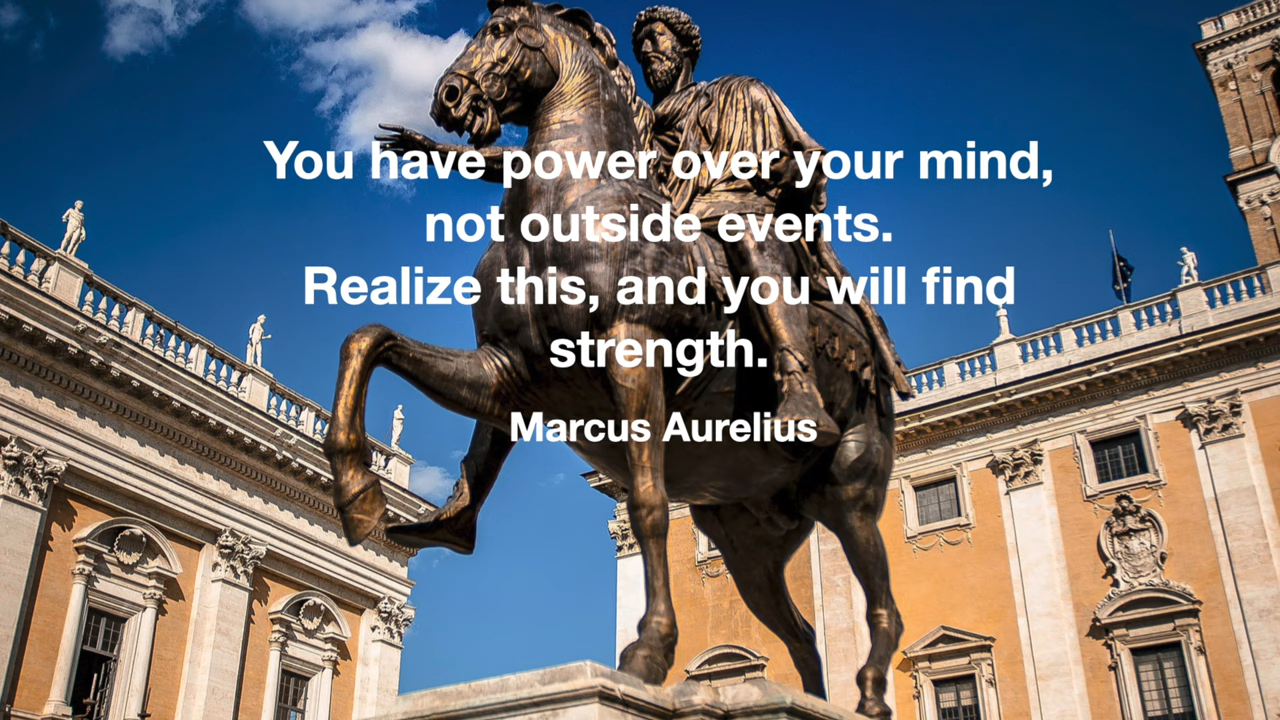 You have power over your mind,
not outside events.
Realize this, and you will find
strength.
Marcus Aurelius